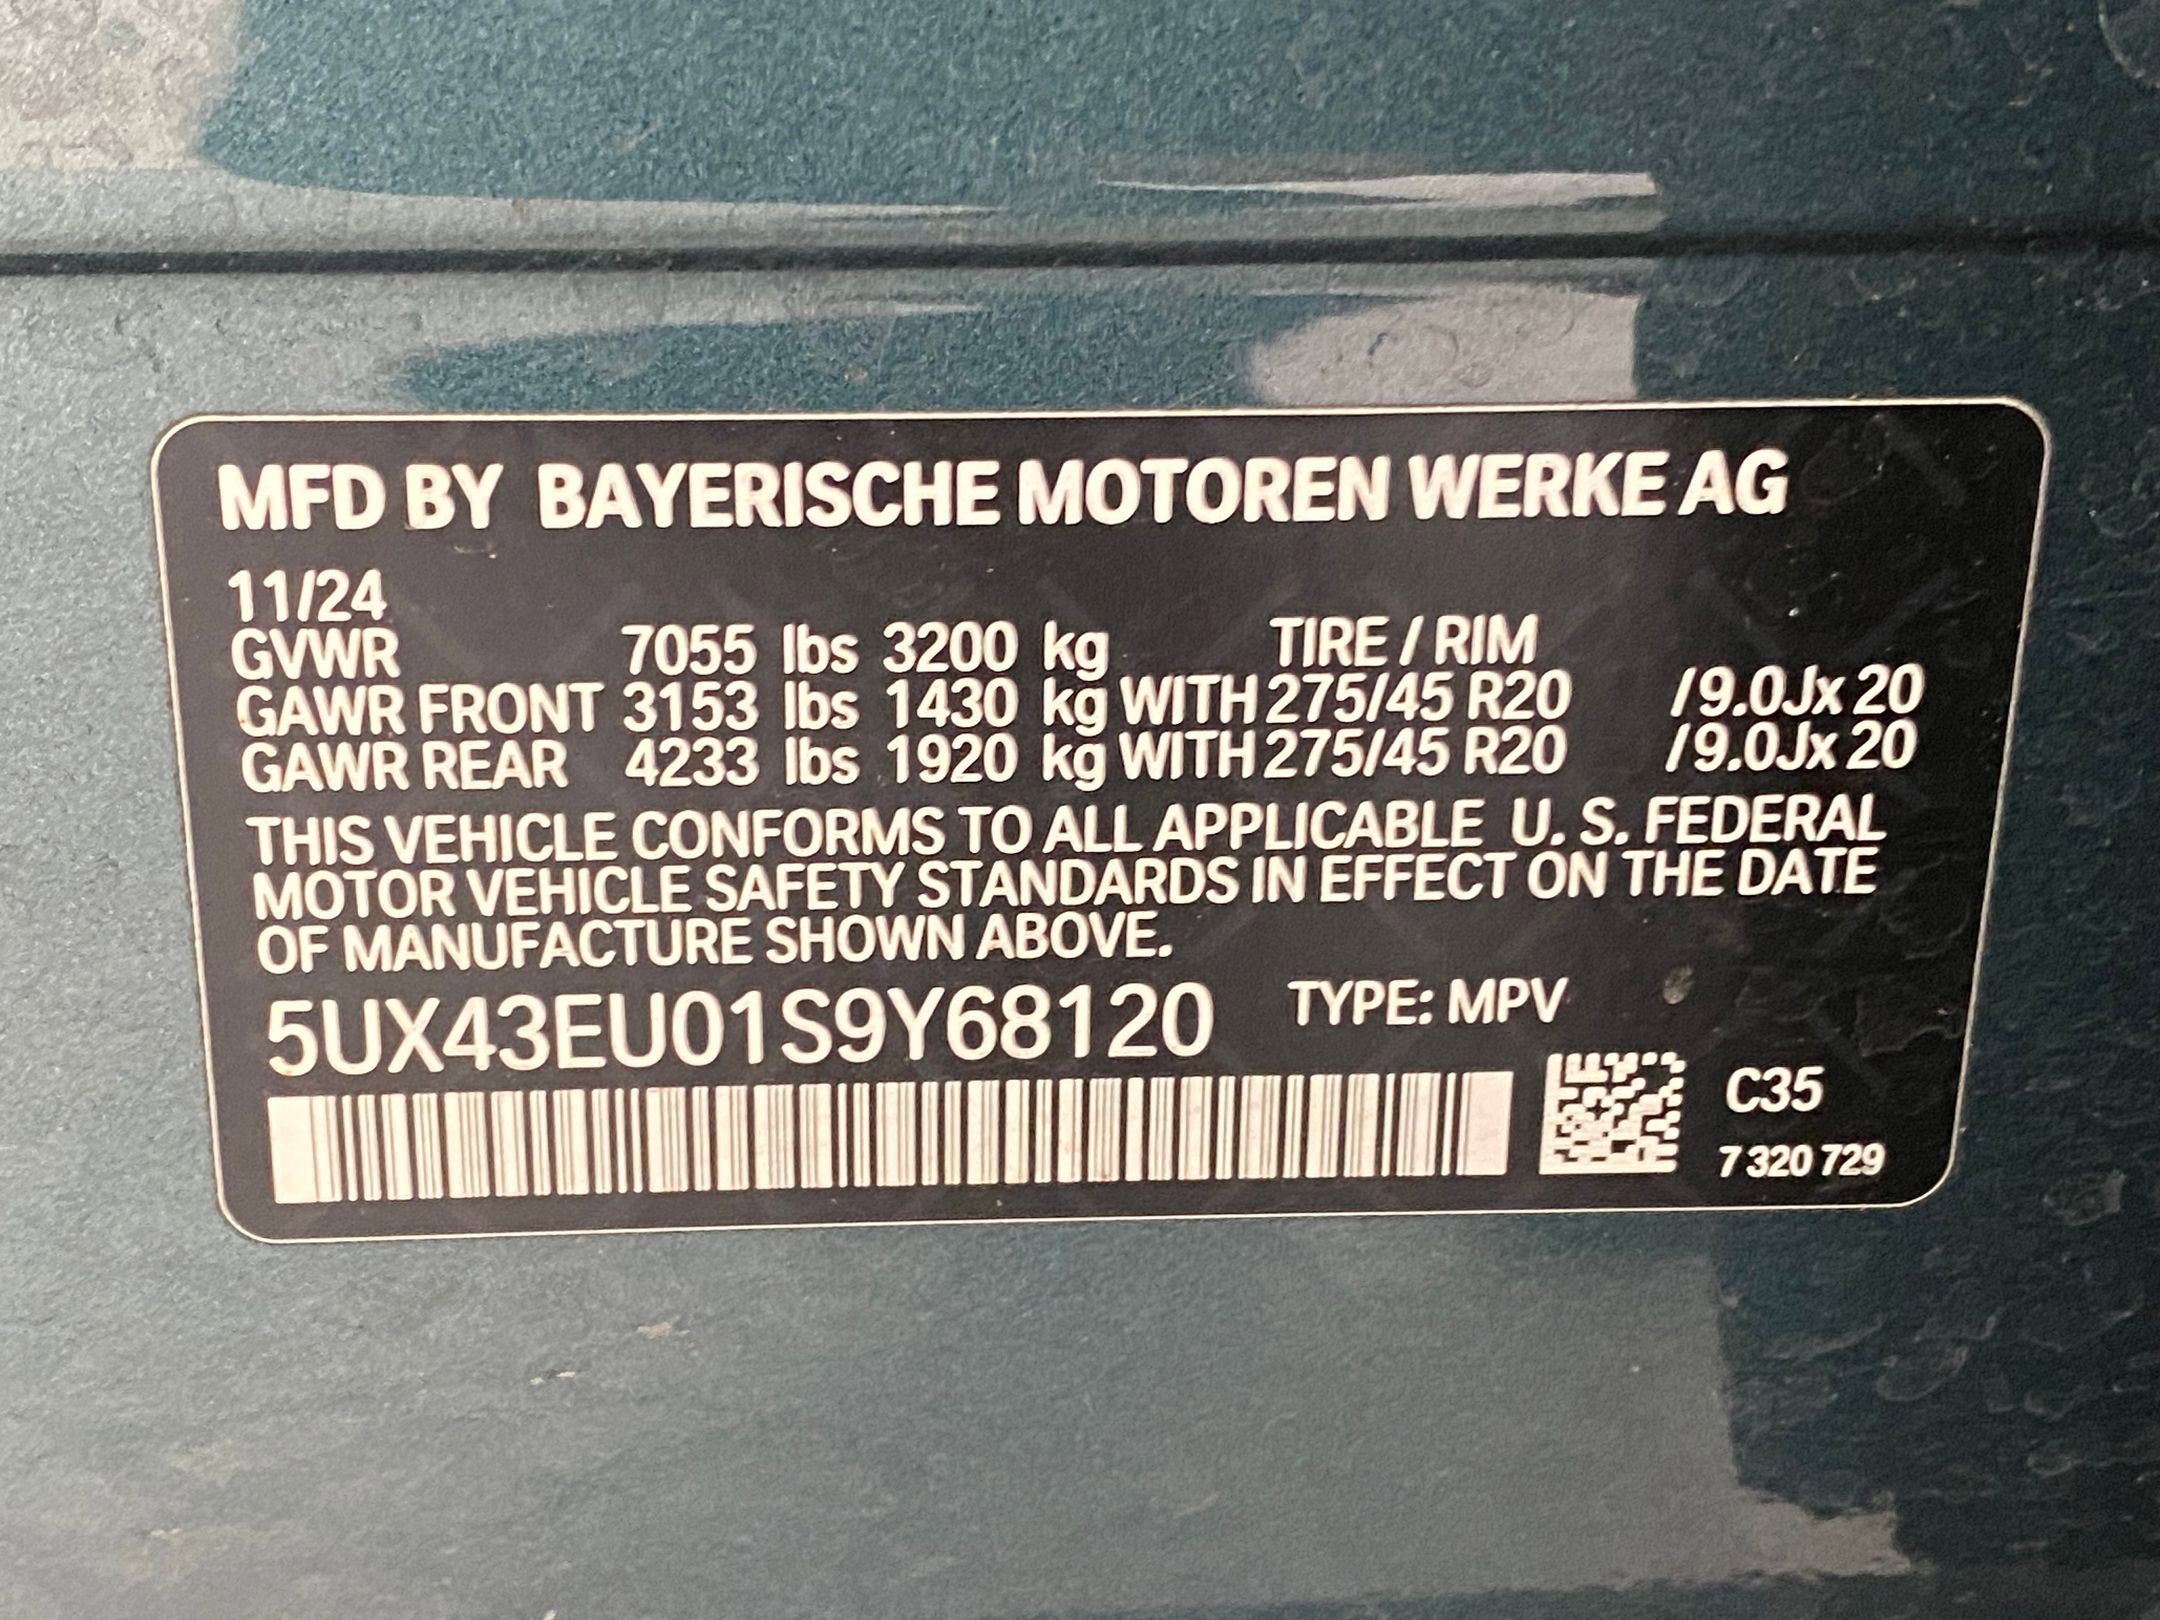 MFD BY BAYERISCHE MOTOREN WERKE AG
11/24
GVWR 7055 lbs 3200 kg TIRE / RIM
GAWR FRONT 3153 lbs 1430 kg WITH 275/45 R20 /9.0Jx 20
GAWR REAR 4233 lbs 1920 kg WITH 275/45 R20 /9.0Jx 20
THIS VEHICLE CONFORMS TO ALL APPLICABLE U. S. FEDERAL
MOTOR VEHICLE SAFETY STANDARDS IN EFFECT ON THE DATE
OF MANUFACTURE SHOWN ABOVE.
5UX43EU01S9Y68120 TYPE: MPV
C35
7 320 729